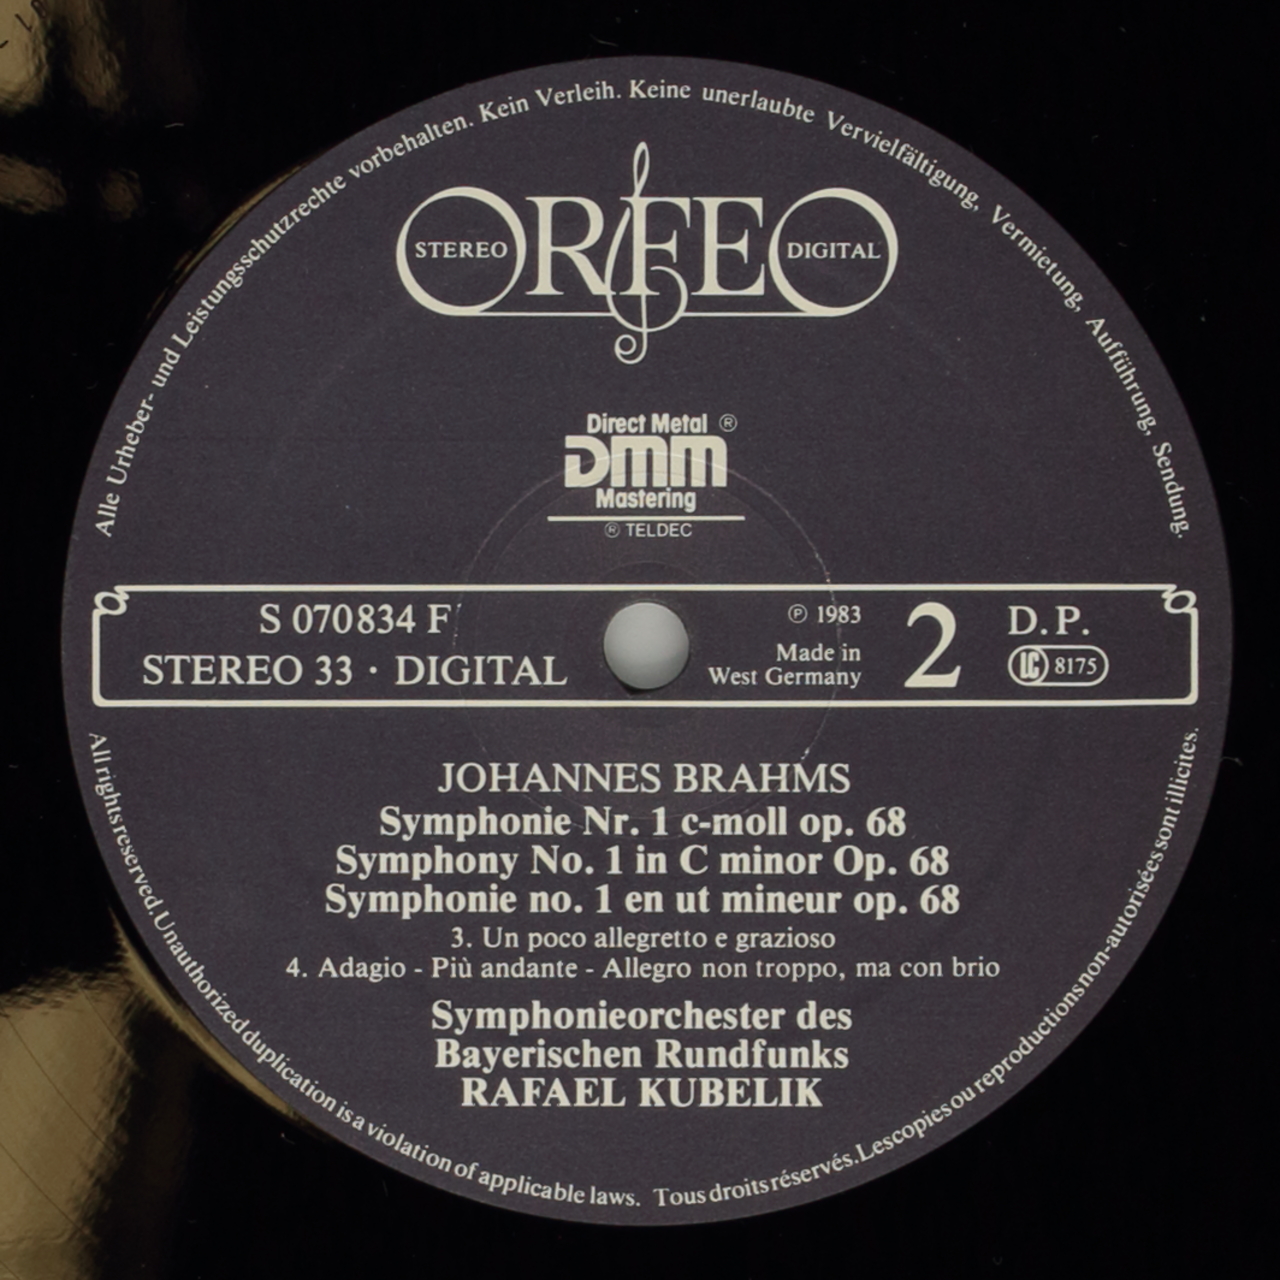 Alle Urheber- und Leistungsschutzrechte vorbehalten. Kein Verleih. Keine unerlaubte Vervielfältigung, Vermietung, Aufführung, Sendung.
ORFEO
STEREO DIGITAL
Direct Metal ®
DMM
Mastering
® TELDEC
S 070834 F
STEREO 33 · DIGITAL
℗ 1983
Made in
West Germany
2
D.P.
LC 8175
JOHANNES BRAHMS
Symphonie Nr. 1 c-moll op. 68
Symphony No. 1 in C minor Op. 68
Symphonie no. 1 en ut mineur op. 68
3. Un poco allegretto e grazioso
4. Adagio - Più andante - Allegro non troppo, ma con brio
Symphonieorchester des
Bayerischen Rundfunks
RAFAEL KUBELIK
All rights reserved. Unauthorized duplication is a violation of applicable laws. Tous droits réservés. Les copies ou reproductions non-autorisées sont illicites.